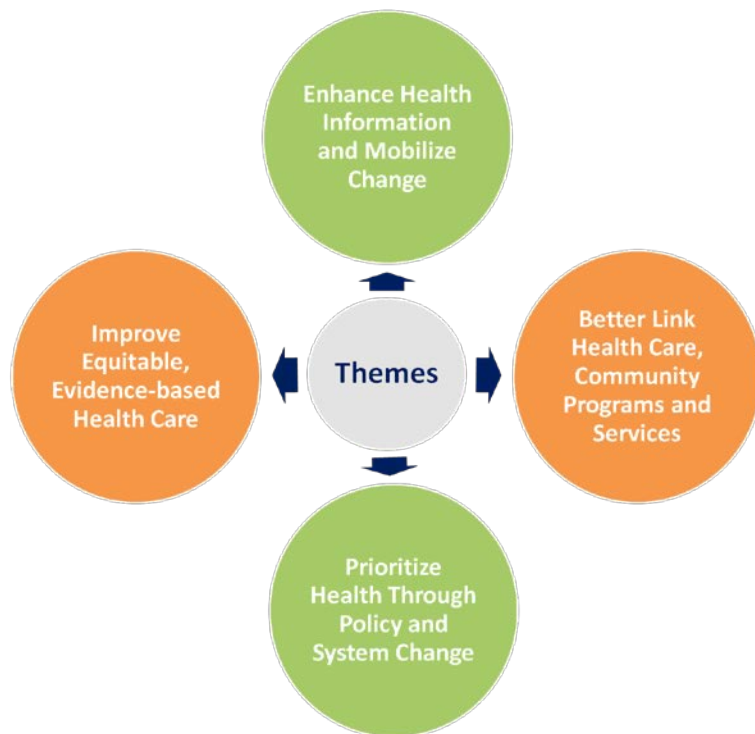 Enhance Health
Information
and Mobilize
Change
Improve
Equitable,
Evidence-based
Health Care
Themes
Better Link
Health Care,
Community
Programs and
Services
Prioritize
Health Through
Policy and
System Change